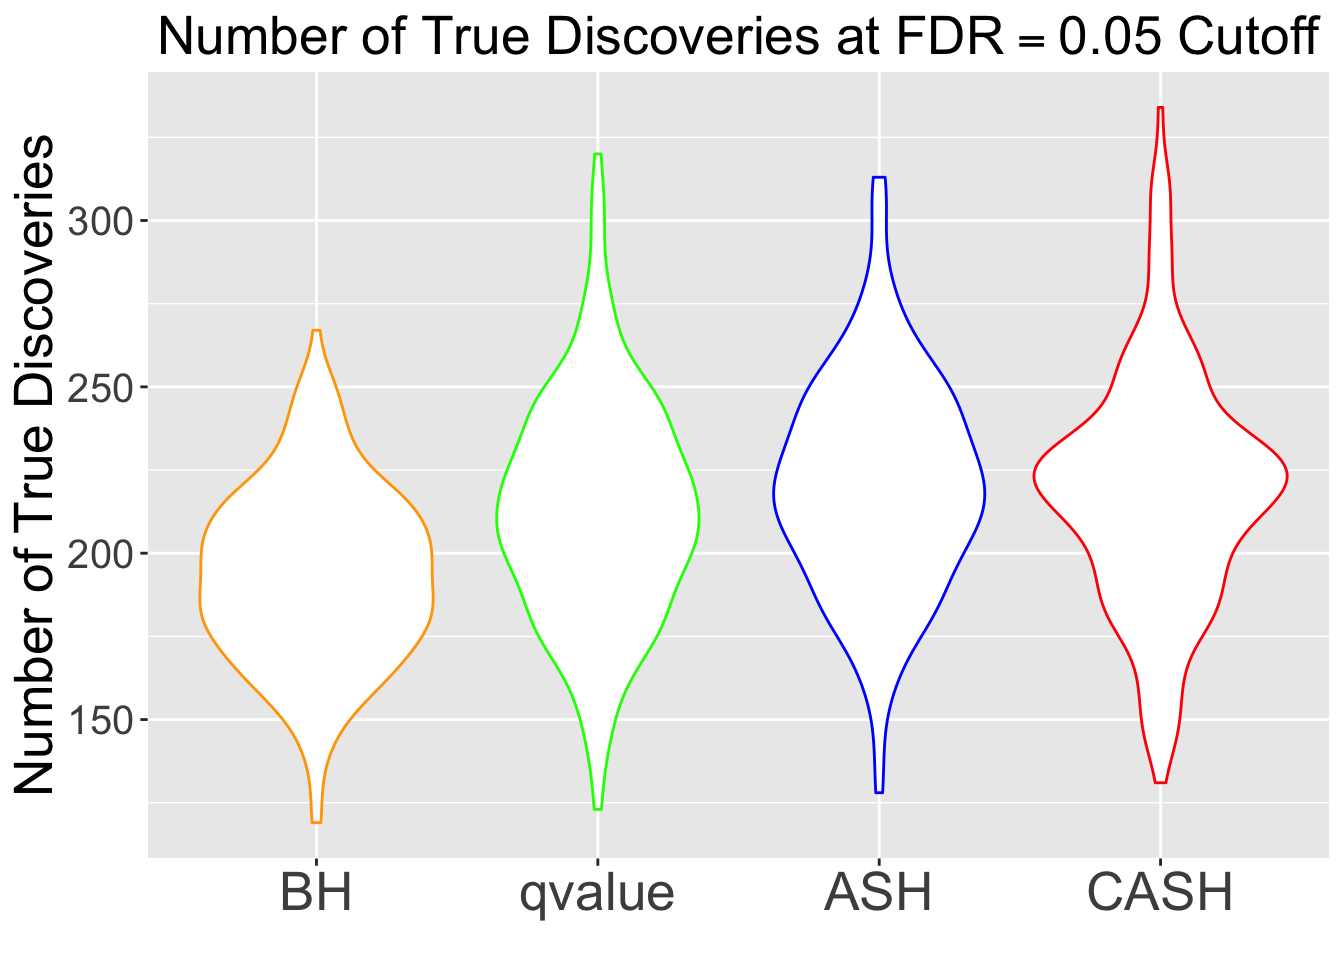 Number of True Discoveries at FDR = 0.05 Cutoff
Number of True Discoveries
300
250
200
150
BH
qvalue
ASH
CASH